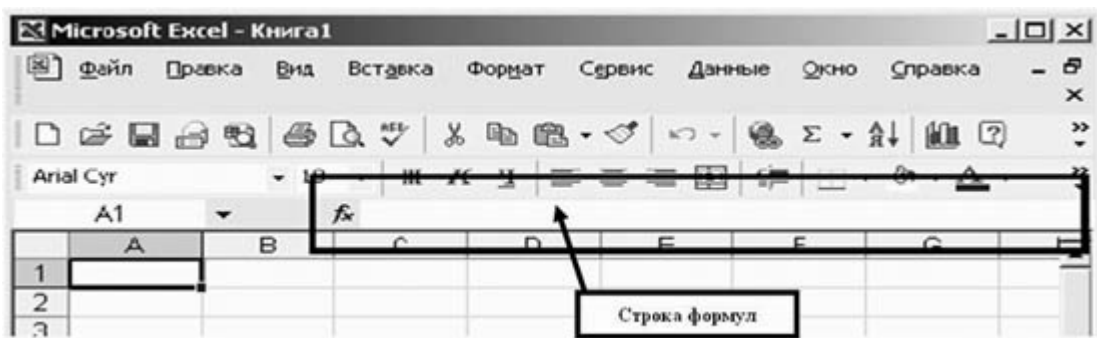 Microsoft Excel - Книга1
Файл Правка Вид Вставка Формат Сервис Данные Окно Справка
Arial Cyr 10 Ж К Ч
A1 fx
A B C D E F G
1
2
3
Строка формул